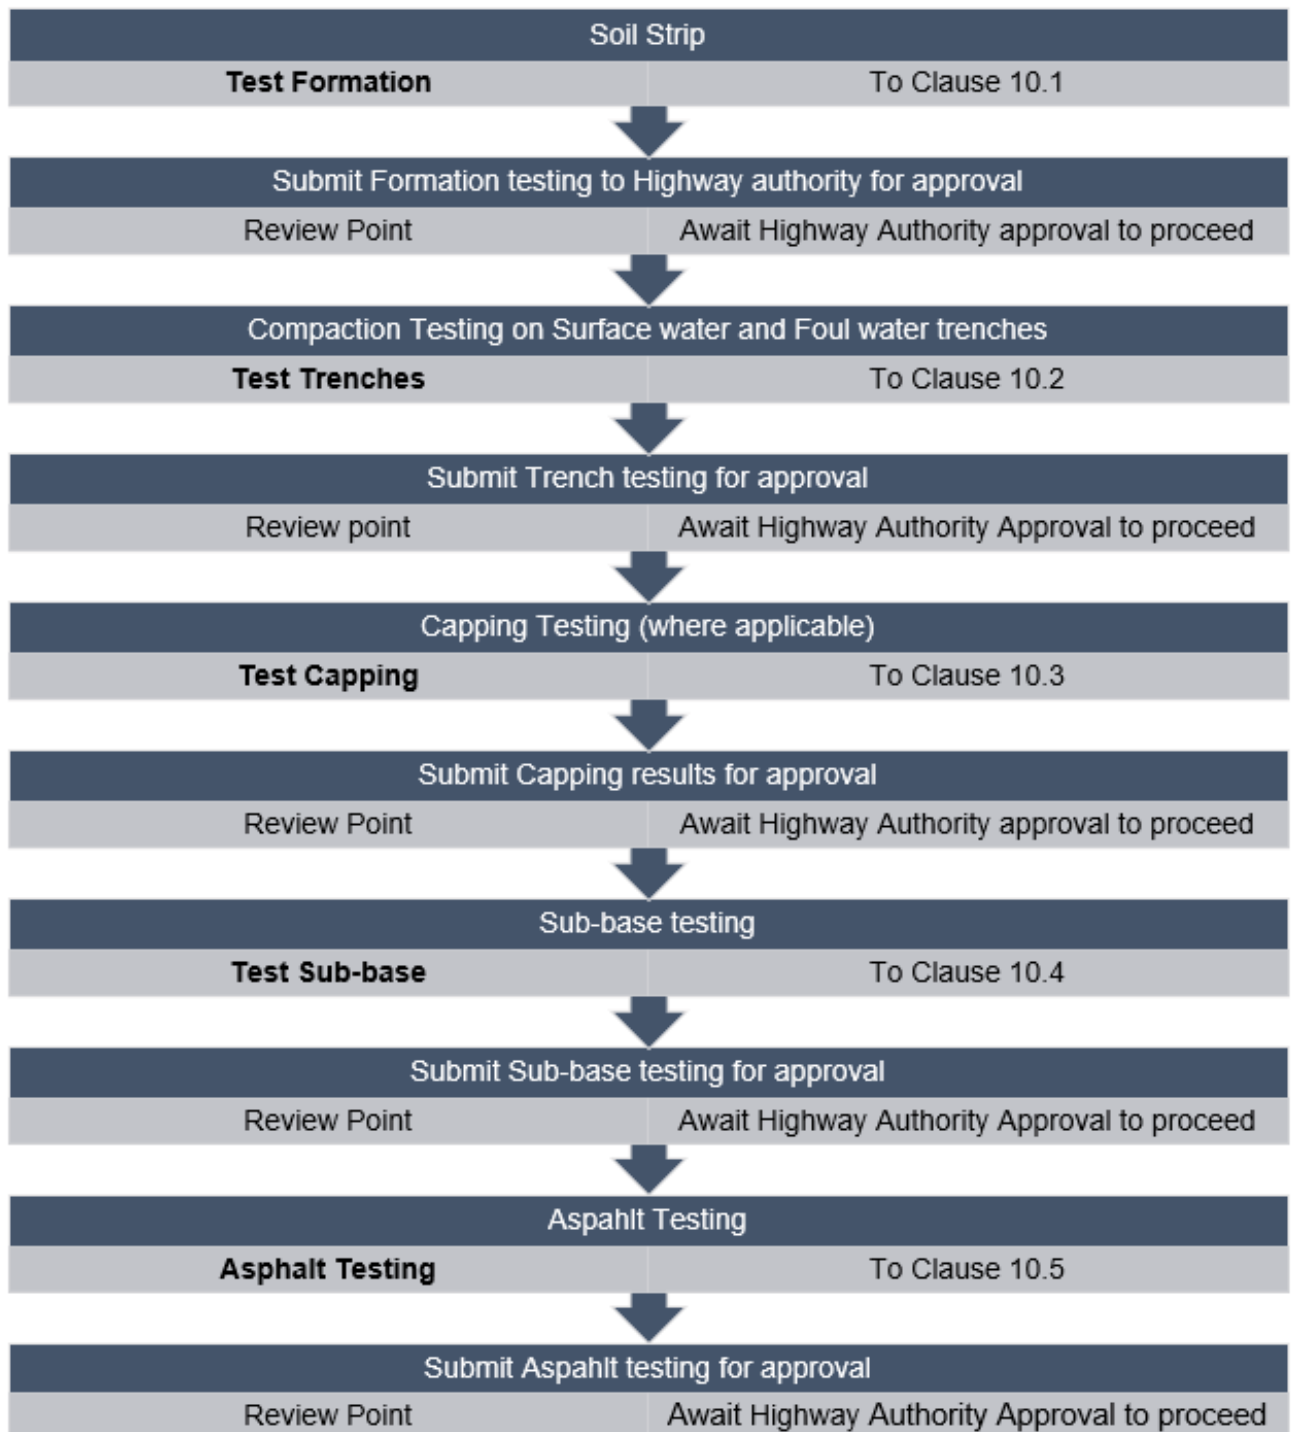 Soil Strip
Test Formation To Clause 10.1
Submit Formation testing to Highway authority for approval
Review Point Await Highway Authority approval to proceed
Compaction Testing on Surface water and Foul water trenches
Test Trenches To Clause 10.2
Submit Trench testing for approval
Review point Await Highway Authority Approval to proceed
Capping Testing (where applicable)
Test Capping To Clause 10.3
Submit Capping results for approval
Review Point Await Highway Authority approval to proceed
Sub-base testing
Test Sub-base To Clause 10.4
Submit Sub-base testing for approval
Review Point Await Highway Authority Approval to proceed
Aspahlt Testing
Asphalt Testing To Clause 10.5
Submit Aspahlt testing for approval
Review Point Await Highway Authority Approval to proceed